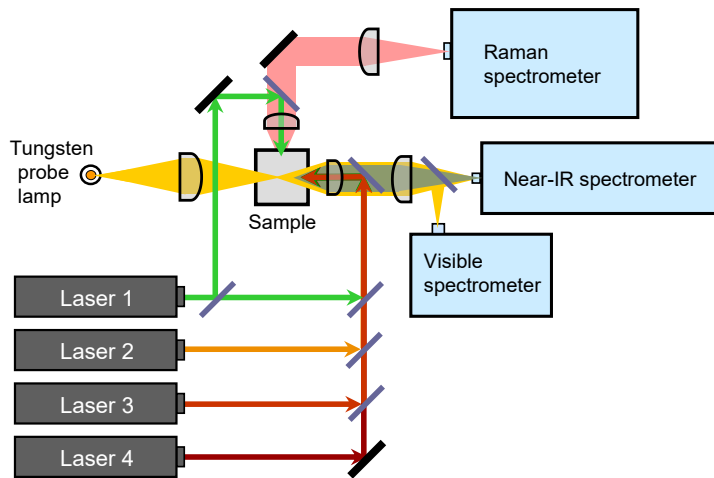 Raman
spectrometer
Tungsten
probe
lamp
Near-IR spectrometer
Sample
Visible
spectrometer
Laser 1
Laser 2
Laser 3
Laser 4